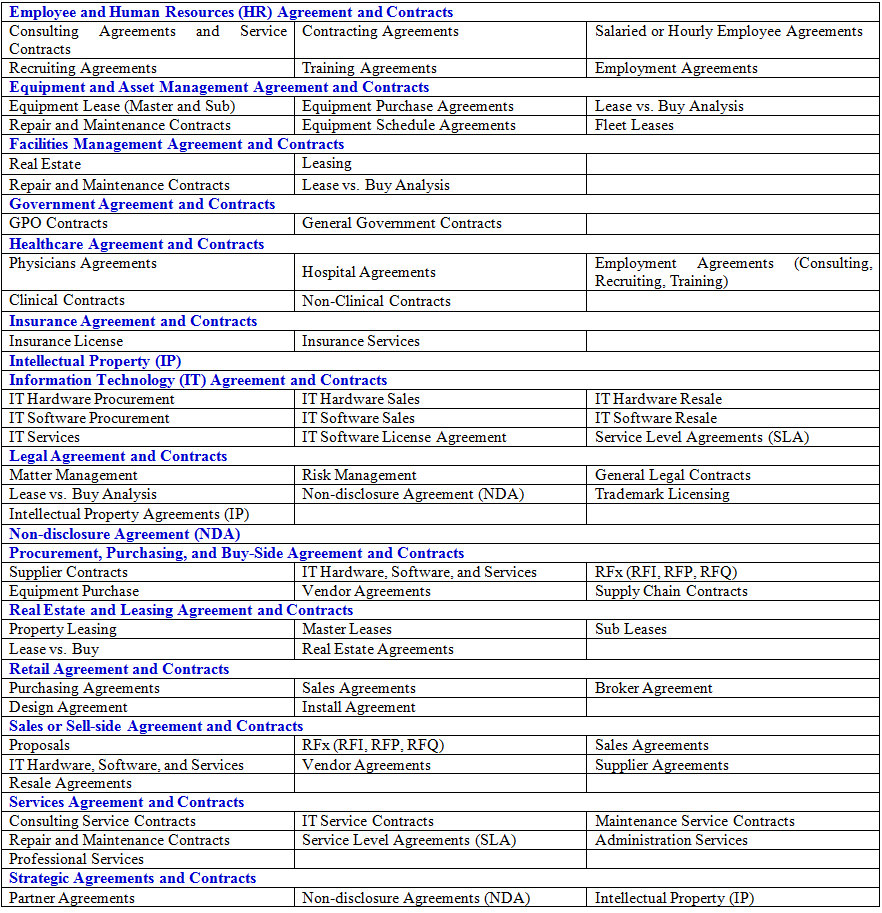 Employee and Human Resources (HR) Agreement and Contracts
Consulting Agreements and Service Contracts Contracting Agreements Salaried or Hourly Employee Agreements
Recruiting Agreements Training Agreements Employment Agreements
Equipment and Asset Management Agreement and Contracts
Equipment Lease (Master and Sub) Equipment Purchase Agreements Lease vs. Buy Analysis
Repair and Maintenance Contracts Equipment Schedule Agreements Fleet Leases
Facilities Management Agreement and Contracts
Real Estate Leasing
Repair and Maintenance Contracts Lease vs. Buy Analysis
Government Agreement and Contracts
GPO Contracts General Government Contracts
Healthcare Agreement and Contracts
Physicians Agreements Hospital Agreements Employment Agreements (Consulting, Recruiting, Training)
Clinical Contracts Non-Clinical Contracts
Insurance Agreement and Contracts
Insurance License Insurance Services
Intellectual Property (IP)
Information Technology (IT) Agreement and Contracts
IT Hardware Procurement IT Hardware Sales IT Hardware Resale
IT Software Procurement IT Software Sales IT Software Resale
IT Services IT Software License Agreement Service Level Agreements (SLA)
Legal Agreement and Contracts
Matter Management Risk Management General Legal Contracts
Lease vs. Buy Analysis Non-disclosure Agreement (NDA) Trademark Licensing
Intellectual Property Agreements (IP)
Non-disclosure Agreement (NDA)
Procurement, Purchasing, and Buy-Side Agreement and Contracts
Supplier Contracts IT Hardware, Software, and Services RFx (RFI, RFP, RFQ)
Equipment Purchase Vendor Agreements Supply Chain Contracts
Real Estate and Leasing Agreement and Contracts
Property Leasing Master Leases Sub Leases
Lease vs. Buy Real Estate Agreements
Retail Agreement and Contracts
Purchasing Agreements Sales Agreements Broker Agreement
Design Agreement Install Agreement
Sales or Sell-side Agreement and Contracts
Proposals RFx (RFI, RFP, RFQ) Sales Agreements
IT Hardware, Software, and Services Vendor Agreements Supplier Agreements
Resale Agreements
Services Agreement and Contracts
Consulting Service Contracts IT Service Contracts Maintenance Service Contracts
Repair and Maintenance Contracts Service Level Agreements (SLA) Administration Services
Professional Services
Strategic Agreements and Contracts
Partner Agreements Non-disclosure Agreements (NDA) Intellectual Property (IP)